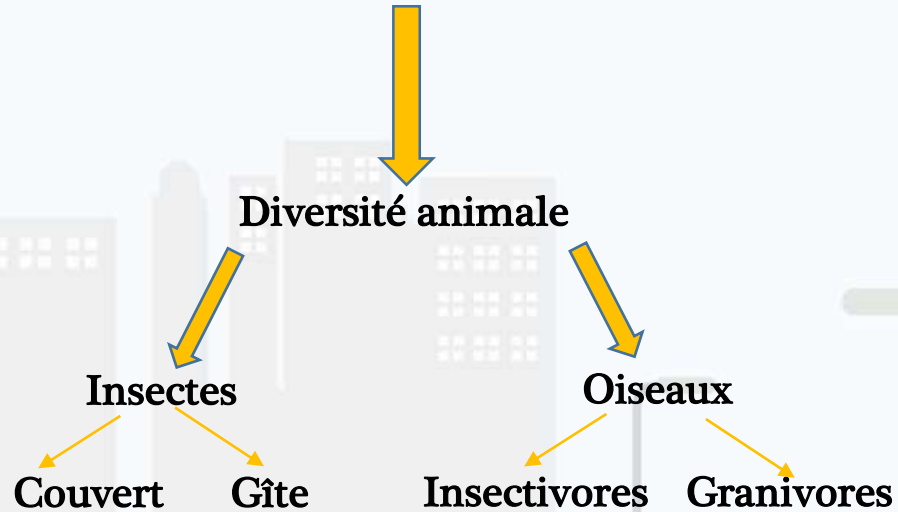 Diversité animale
Insectes Oiseaux
Couvert Gîte Insectivores Granivores